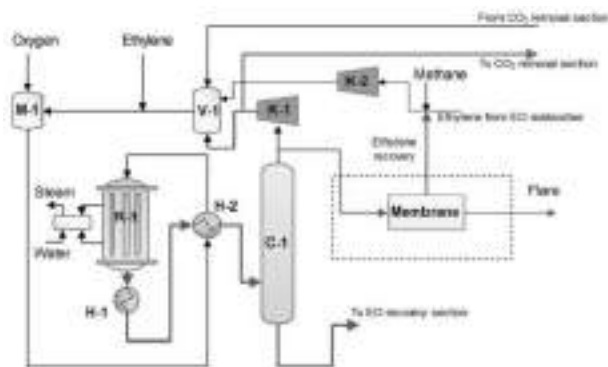 From CO₂ removal section
Oxygen
Ethylene
To CO₂ removal section
K-2
Methane
M-1
V-1
K-1
Ethylene from EO
Ethylene
recovery
Steam
R-1
H-2
Membrane
Flare
Water
C-1
H-1
To EO recovery section